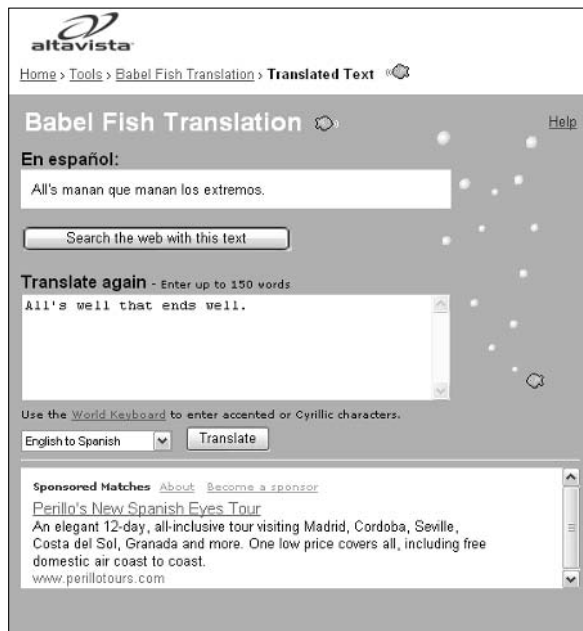 altavista
Home > Tools > Babel Fish Translation > Translated Text
Babel Fish Translation
Help
En español:
All's manan que manan los extremos.
Search the web with this text
Translate again - Enter up to 150 words
All's well that ends well.
Use the World Keyboard to enter accented or Cyrillic characters.
English to Spanish
Translate
Sponsored Matches About Become a sponsor
Perillo's New Spanish Eyes Tour
An elegant 12-day, all-inclusive tour visiting Madrid, Cordoba, Seville,
Costa del Sol, Granada and more. One low price covers all, including free
domestic air coast to coast.
www.perillotours.com